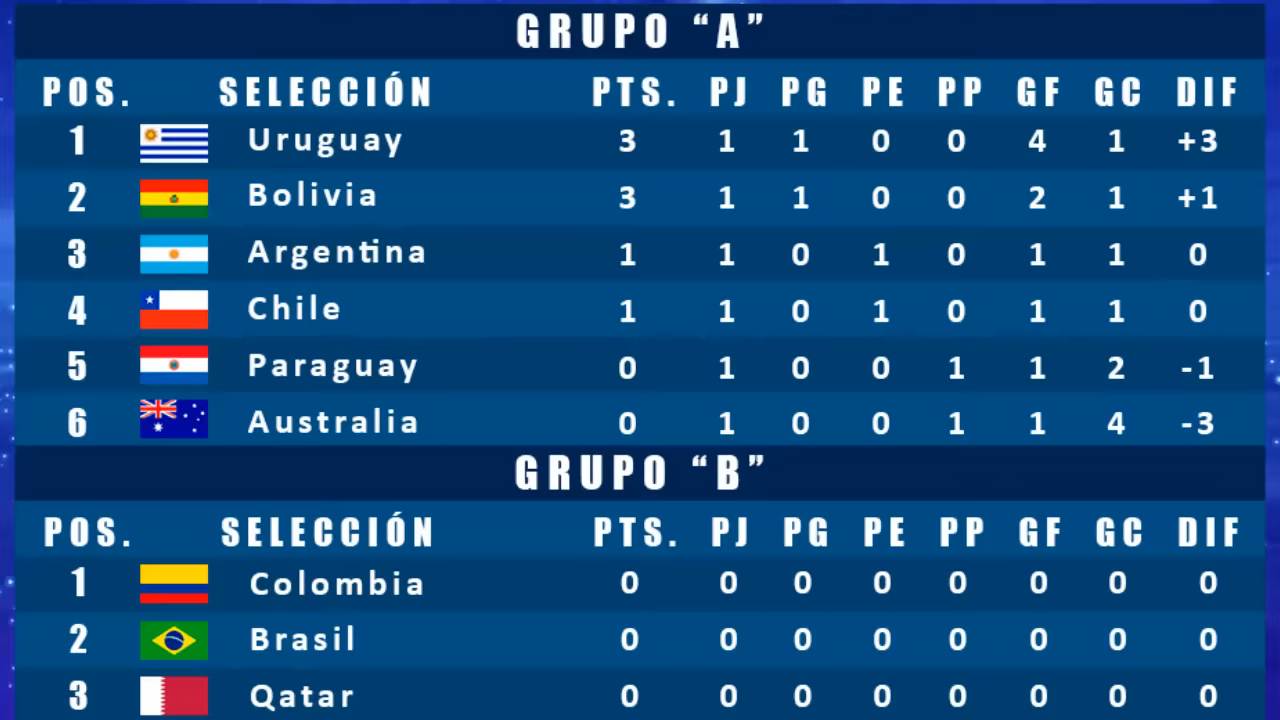 GRUPO “A”
POS. SELECCIÓN PTS. PJ PG PE PP GF GC DIF
1 Uruguay 3 1 1 0 0 4 1 +3
2 Bolivia 3 1 1 0 0 2 1 +1
3 Argentina 1 1 0 1 0 1 1 0
4 Chile 1 1 0 1 0 1 1 0
5 Paraguay 0 1 0 0 1 1 2 -1
6 Australia 0 1 0 0 1 1 4 -3
GRUPO “B”
POS. SELECCIÓN PTS. PJ PG PE PP GF GC DIF
1 Colombia 0 0 0 0 0 0 0 0
2 Brasil 0 0 0 0 0 0 0 0
3 Qatar 0 0 0 0 0 0 0 0